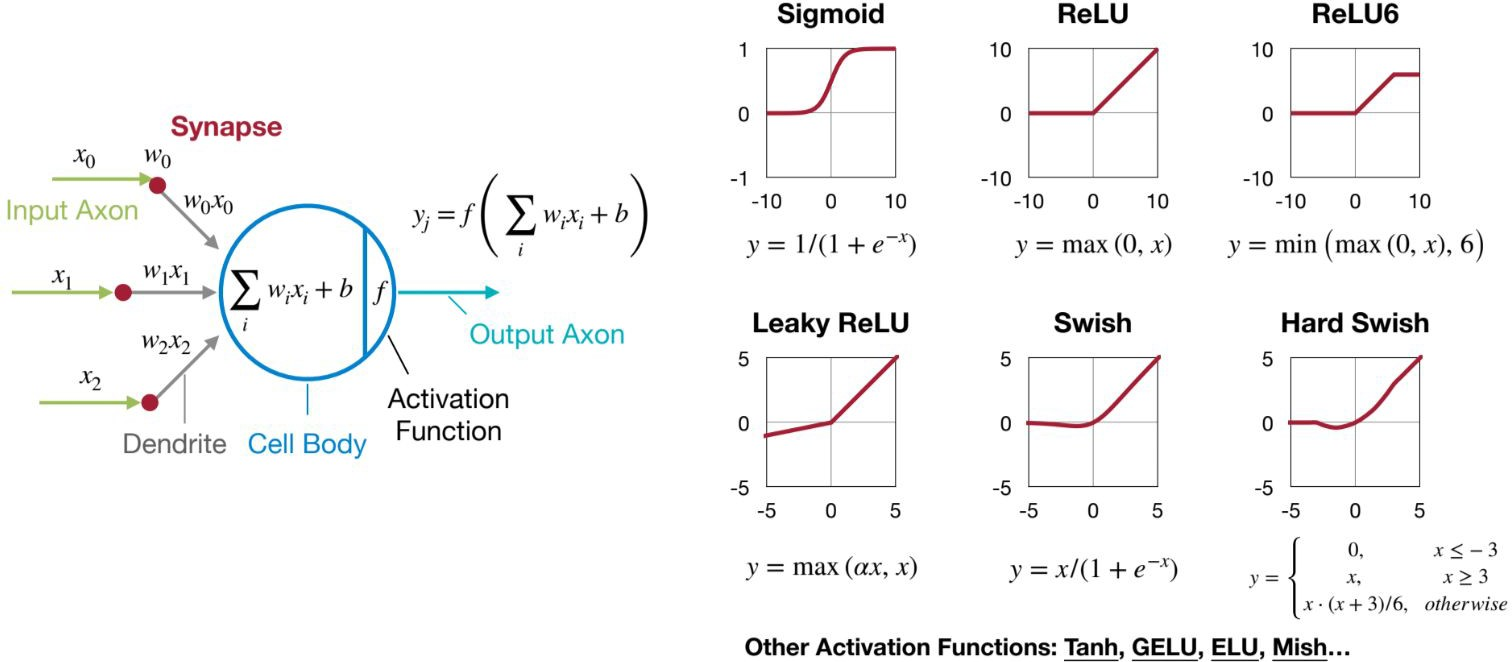 Synapse
x₀
w₀
w₀x₀
Input Axon
x₁
w₁x₁
w₂x₂
x₂
∑ᵢ wᵢxᵢ + b
f
yⱼ = f(∑ᵢ wᵢxᵢ + b)
Output Axon
Activation
Function
Dendrite
Cell Body
Sigmoid
1
0
-1
-10
0
10
y = 1/(1 + e⁻ˣ)
ReLU
10
0
-10
-10
0
10
y = max (0, x)
ReLU6
10
0
-10
-10
0
10
y = min (max (0, x), 6)
Leaky ReLU
5
0
-5
-5
0
5
y = max (αx, x)
Swish
5
0
-5
-5
0
5
y = x/(1 + e⁻ˣ)
Hard Swish
5
0
-5
-5
0
5
y = {
0, x ≤ − 3
x, x ≥ 3
x · (x + 3)/6, otherwise
Other Activation Functions: Tanh, GELU, ELU, Mish…